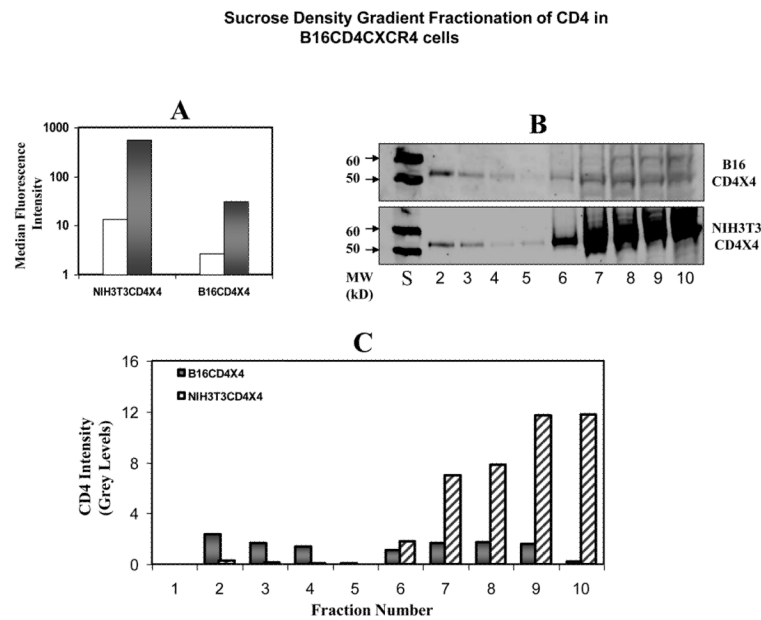 Sucrose Density Gradient Fractionation of CD4 in
B16CD4CXCR4 cells
A
Median Fluorescence
Intensity
1000
100
10
1
NIH3T3CD4X4 B16CD4X4
B
60
50
B16
CD4X4
60
50
NIH3T3
CD4X4
MW
(kD)
S 2 3 4 5 6 7 8 9 10
C
CD4 Intensity
(Grey Levels)
16
12
8
4
0
B16CD4X4
NIH3T3CD4X4
1 2 3 4 5 6 7 8 9 10
Fraction Number